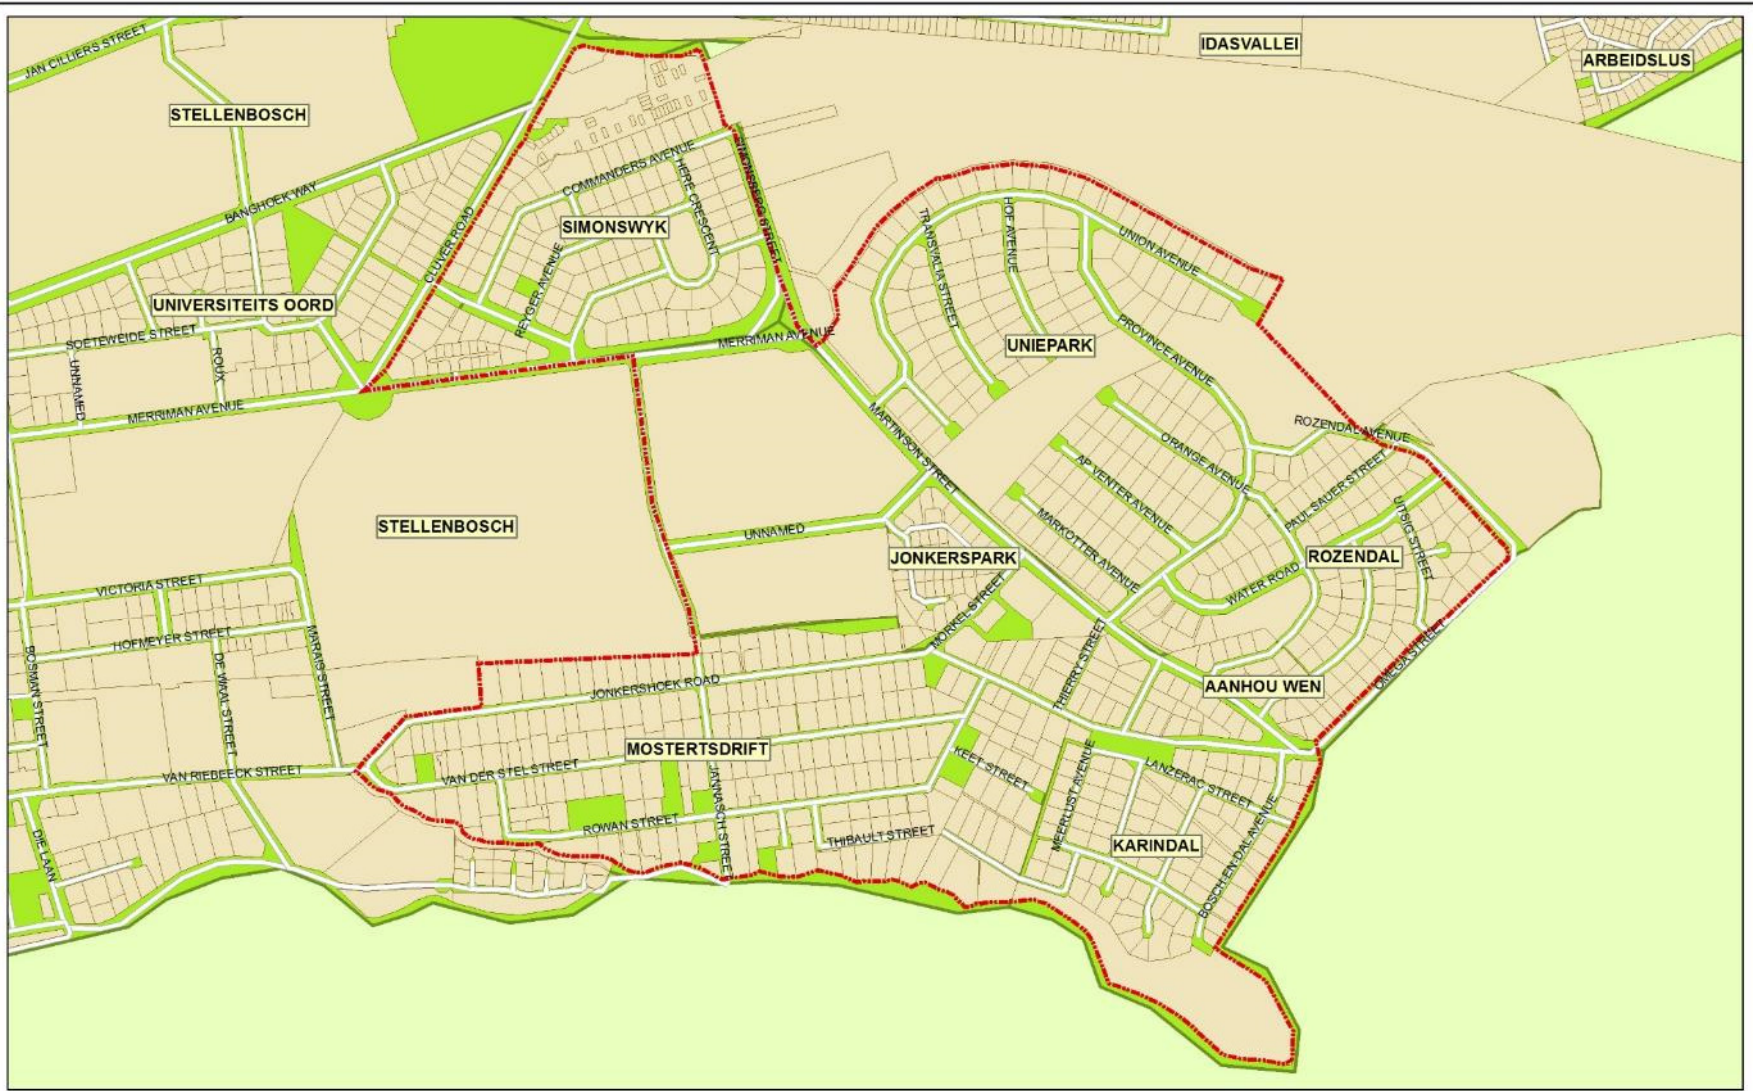 JAN CILLIERS STREET
IDASVALLEI
ARBEIDSLUS
STELLENBOSCH
BANGHOEK WAY
CLUVER ROAD
COMMANDERS AVENUE
HERE CRESCENT
SIMONSBERG STREET
SIMONSWYK
REYGER AVENUE
UNIVERSITEITS OORD
SOETEWEIDE STREET
UNNAMED
ROUX
MERRIMAN AVENUE
MERRIMAN AVENUE
TRANSVALIA STREET
HOF AVENUE
UNION AVENUE
UNIEPARK
PROVINCE AVENUE
MARTINSON STREET
ROZENDAL AVENUE
ORANGE AVENUE
AP VENTER AVENUE
PAUL SAUER STREET
MARKOTTER AVENUE
UITSIG STREET
STELLENBOSCH
UNNAMED
JONKERSPARK
ROZENDAL
WATER ROAD
MORKEL STREET
VICTORIA STREET
HOFMEYER STREET
BOSMAN STREET
DE WAAL STREET
MARAIS STREET
THIERRY STREET
OMEGA STREET
JONKERSHOEK ROAD
AANHOU WEN
MOSTERTSDRIFT
VAN RIEBEECK STREET
VAN DER STEL STREET
JANNASCH STREET
KEET STREET
MEERLUST AVENUE
LANZERAC STREET
DIE LAAN
ROWAN STREET
THIBAULT STREET
KARINDAL
BOSCH-EN-DAL AVENUE